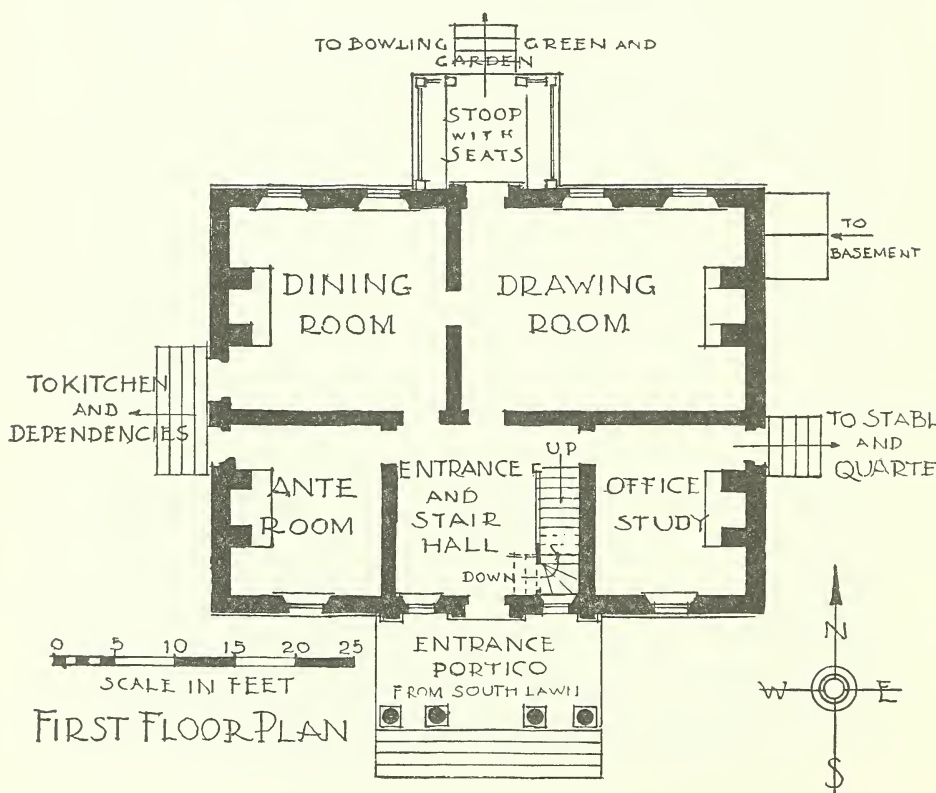 TO BOWLING GREEN AND
GARDEN
STOOP
WITH
SEATS
TO
BASEMENT
DINING
ROOM
DRAWING
ROOM
TO KITCHEN
AND
DEPENDENCIES
TO STABL
AND
QUARTE
UP
ENTRANCE
AND
STAIR
HALL
ANTE
ROOM
OFFICE
STUDY
DOWN
ENTRANCE
PORTICO
FROM SOUTH LAWN
0 5 10 15 20 25
SCALE IN FEET
FIRST FLOOR PLAN
N
W E
S